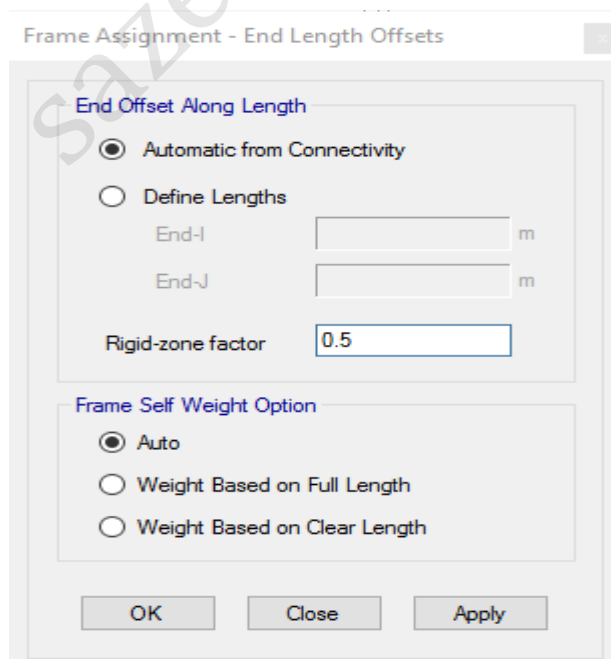 Frame Assignment - End Length Offsets
End Offset Along Length
Automatic from Connectivity
Define Lengths
End-I m
End-J m
Rigid-zone factor 0.5
Frame Self Weight Option
Auto
Weight Based on Full Length
Weight Based on Clear Length
OK Close Apply
saze